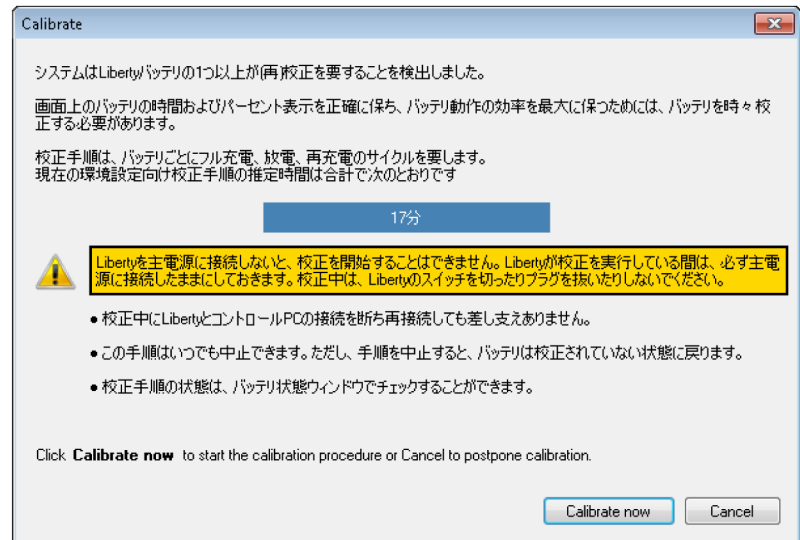 Calibrate
システムはLibertyバッテリの1つ以上が(再)校正を要することを検出しました。
画面上のバッテリの時間およびパーセント表示を正確に保ち、バッテリ動作の効率を最大に保つためには、バッテリを時々校
正する必要があります。
校正手順は、バッテリごとにフル充電、放電、再充電のサイクルを要します。
現在の環境設定向け校正手順の推定時間は合計で次のとおりです
17分
Libertyを主電源に接続しないと、校正を開始することはできません。Libertyが校正を実行している間は、必ず主電
源に接続したままにしておきます。校正中は、Libertyのスイッチを切ったりプラグを抜いたりしないでください。
● 校正中にLibertyとコントロールPCの接続を断ち再接続しても差し支えありません。
● この手順はいつでも中止できます。ただし、手順を中止すると、バッテリは校正されていない状態に戻ります。
● 校正手順の状態は、バッテリ状態ウィンドウでチェックすることができます。
Click Calibrate now to start the calibration procedure or Cancel to postpone calibration.
Calibrate now Cancel